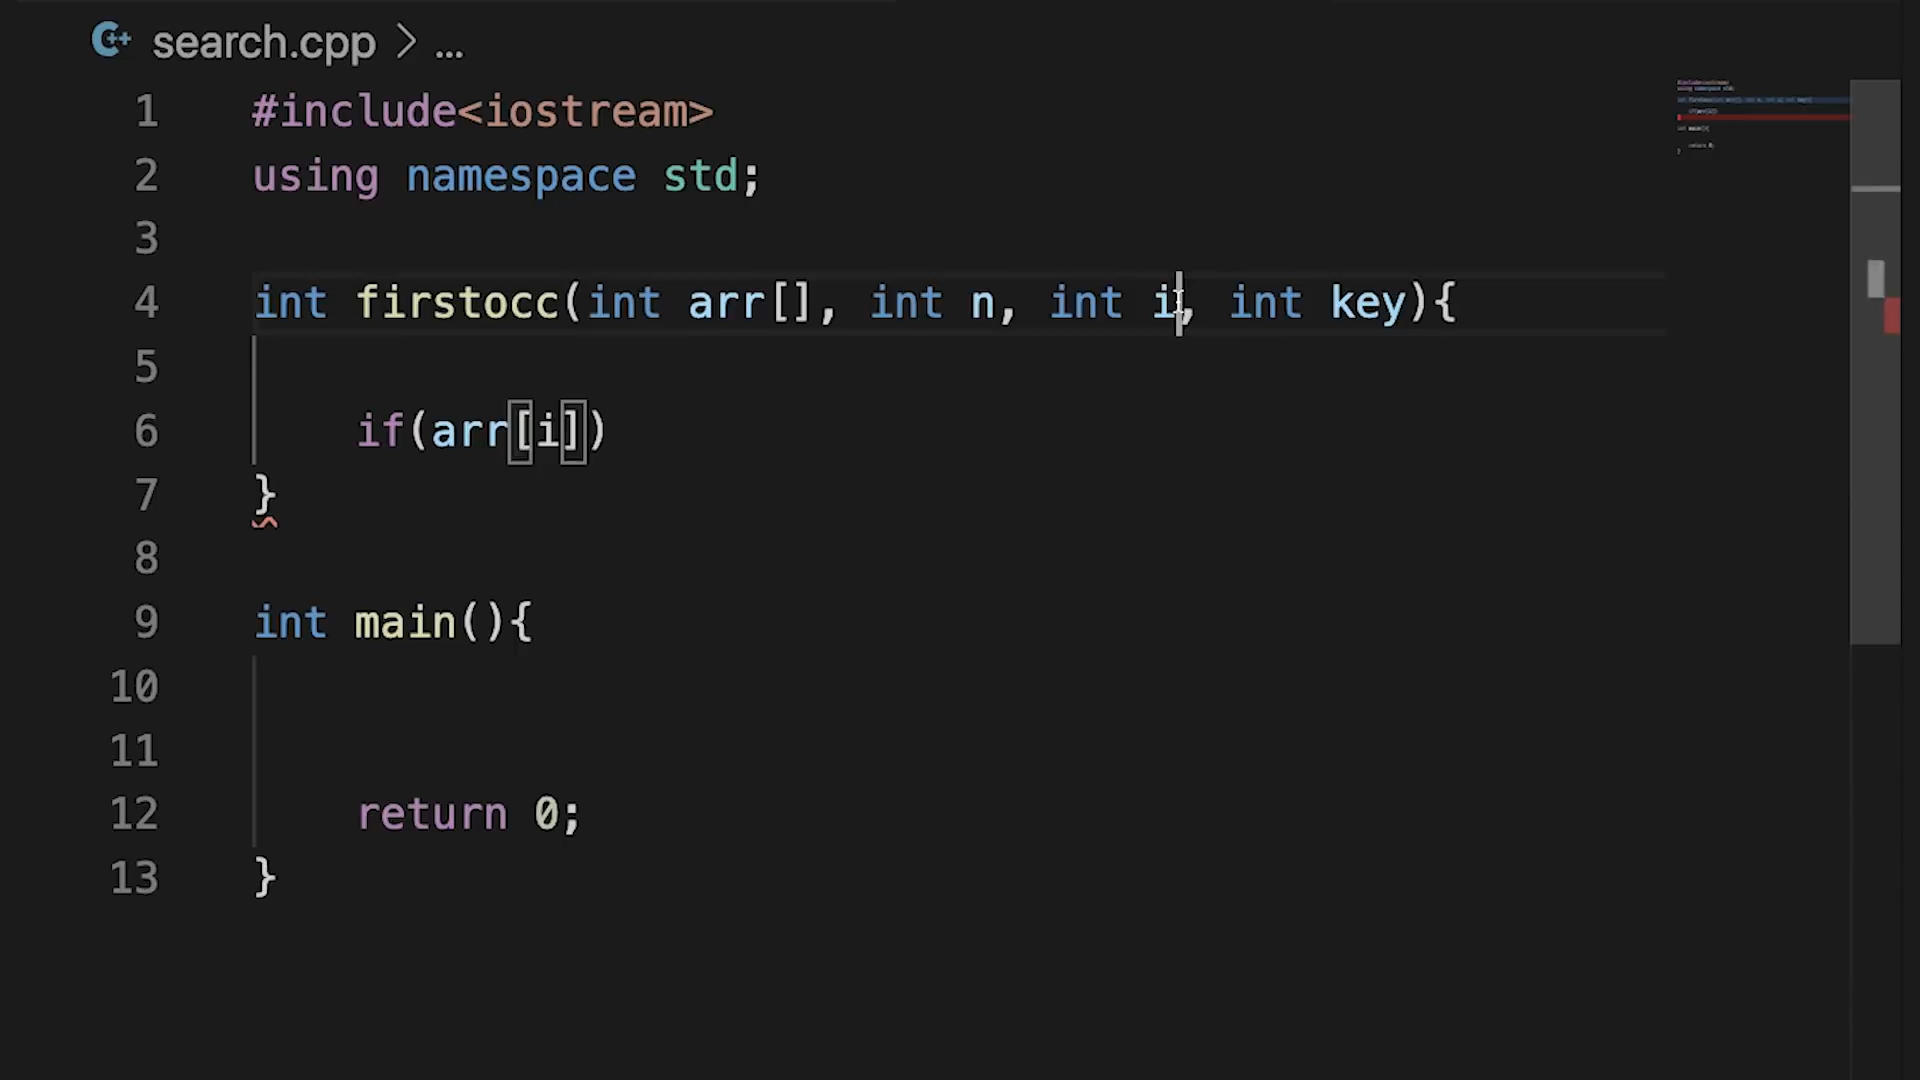 search.cpp > ...
1 #include<iostream>
2 using namespace std;
3
4 int firstocc(int arr[], int n, int i, int key){
5
6 if(arr[i])
7 }
8
9 int main(){
10
11
12 return 0;
13 }